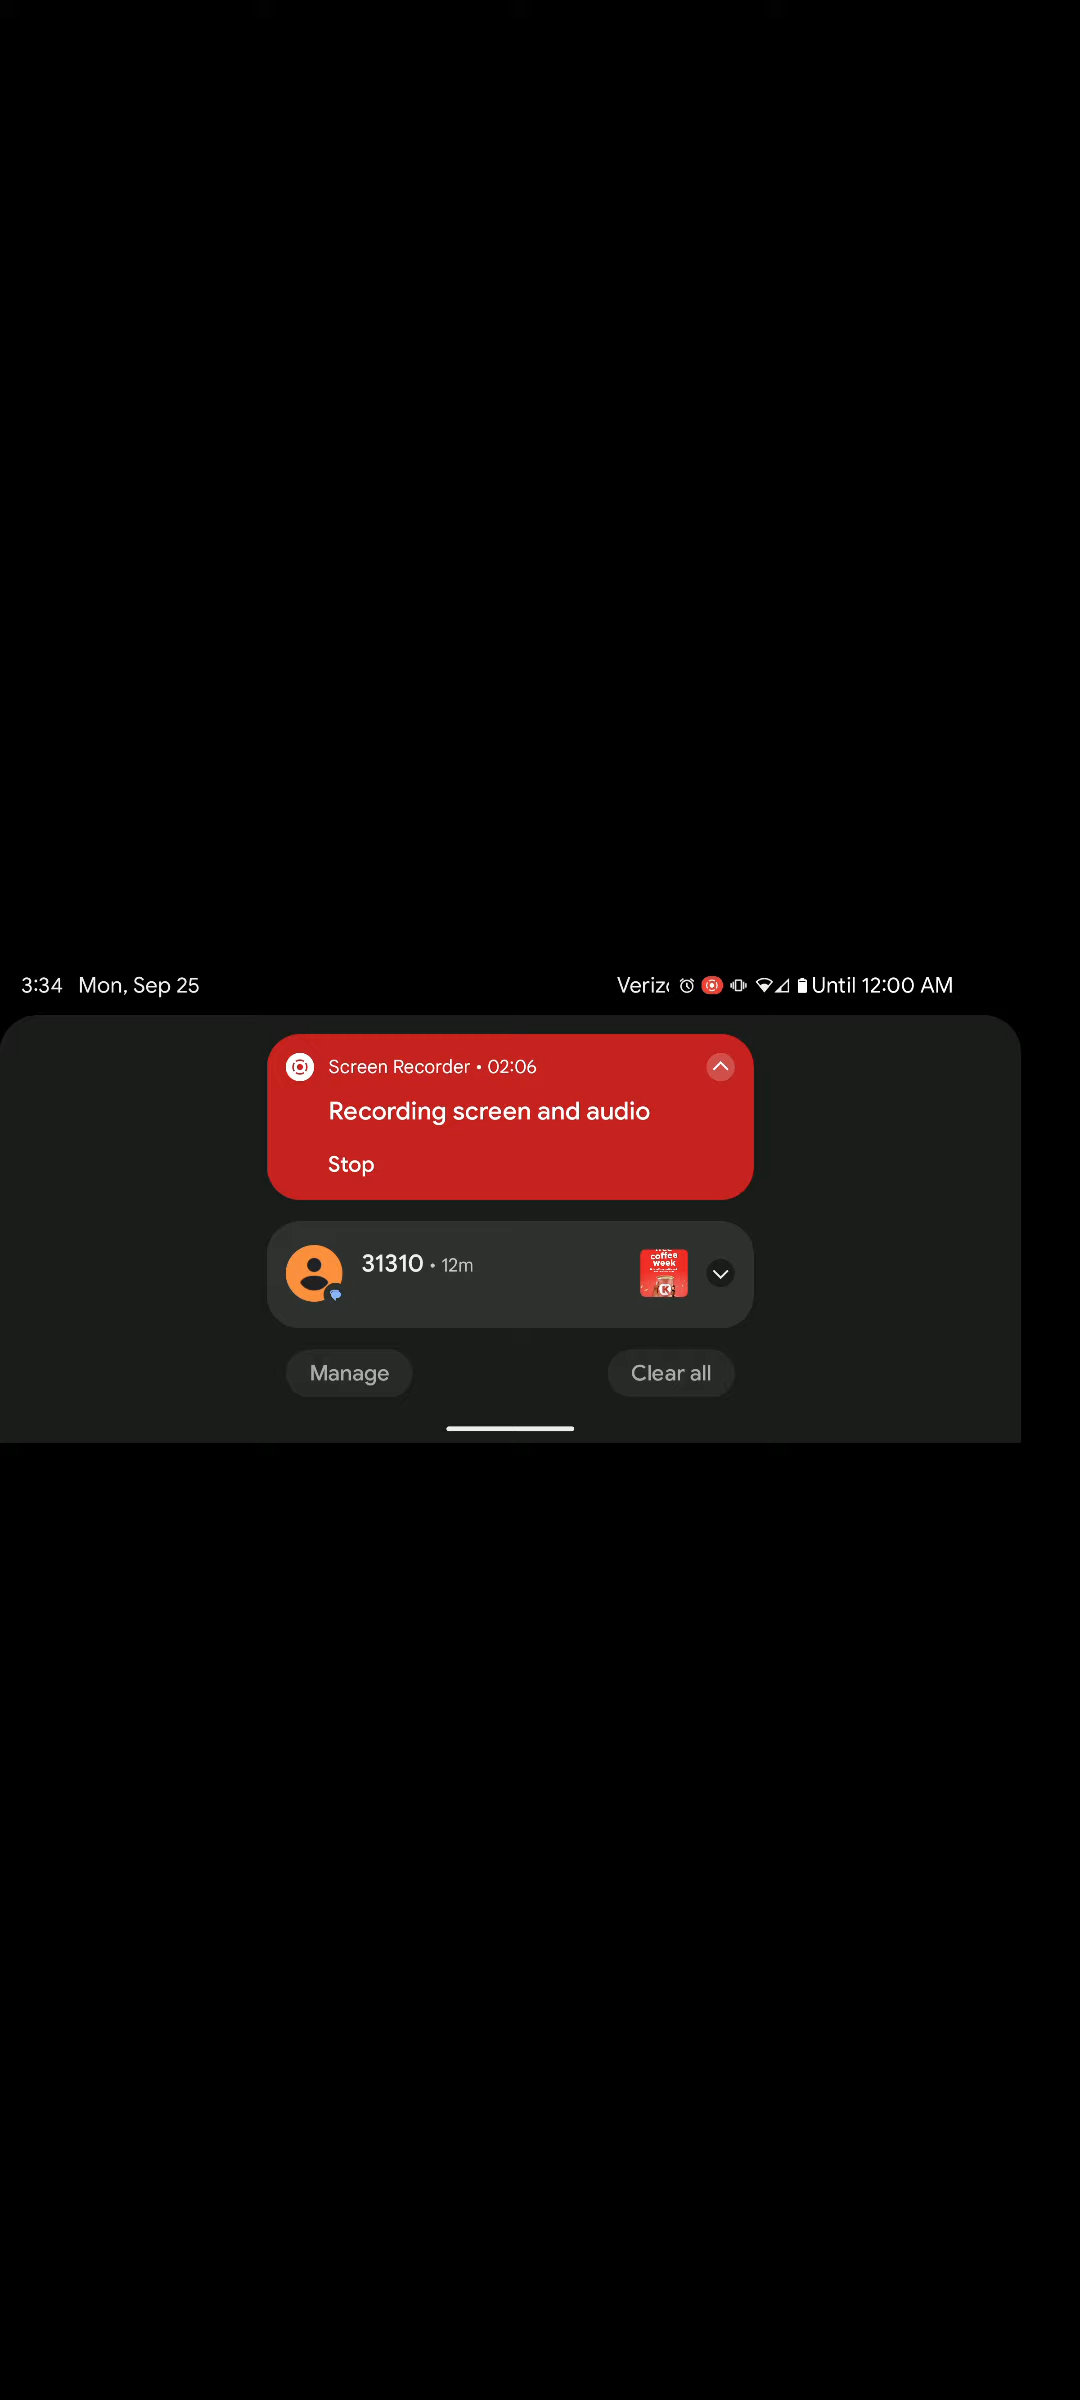 3:34 Mon, Sep 25
Until 12:00 AM
Screen Recorder • 02:06
Recording screen and audio
Stop
31310 • 12m
coffee
week
K
Manage
Clear all